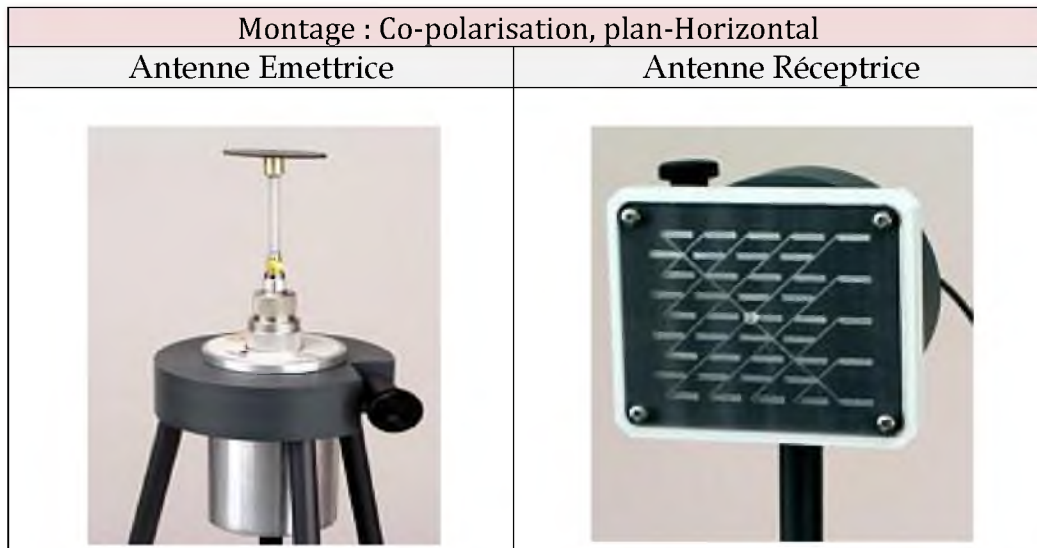 Montage : Co-polarisation, plan-Horizontal
Antenne Emettrice
Antenne Réceptrice